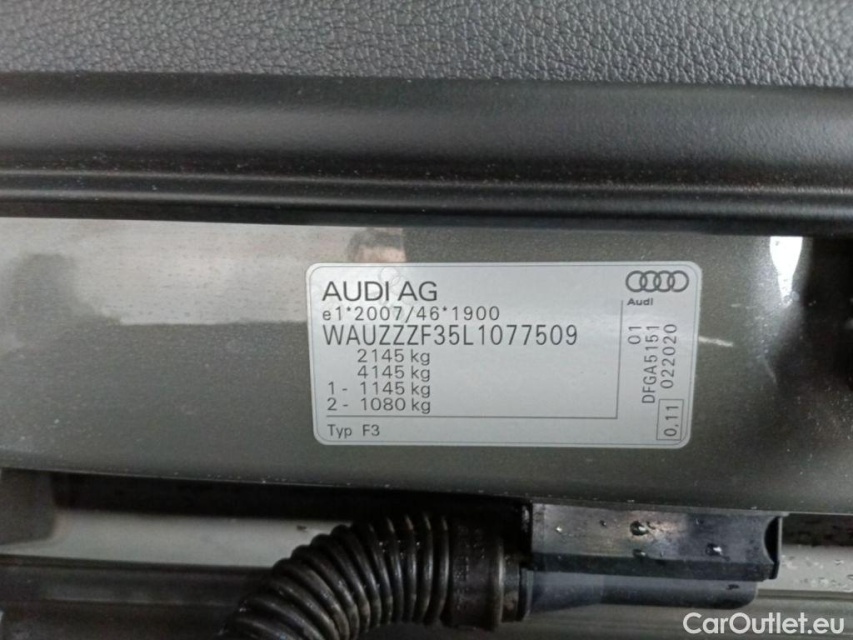 AUDI AG
Audi
e1*2007/46*1900
WAUZZZF35L1077509
2145 kg
4145 kg
1 - 1145 kg
2 - 1080 kg
Typ F3
DFGA5151 01
022020
0,11
CarOutlet.eu